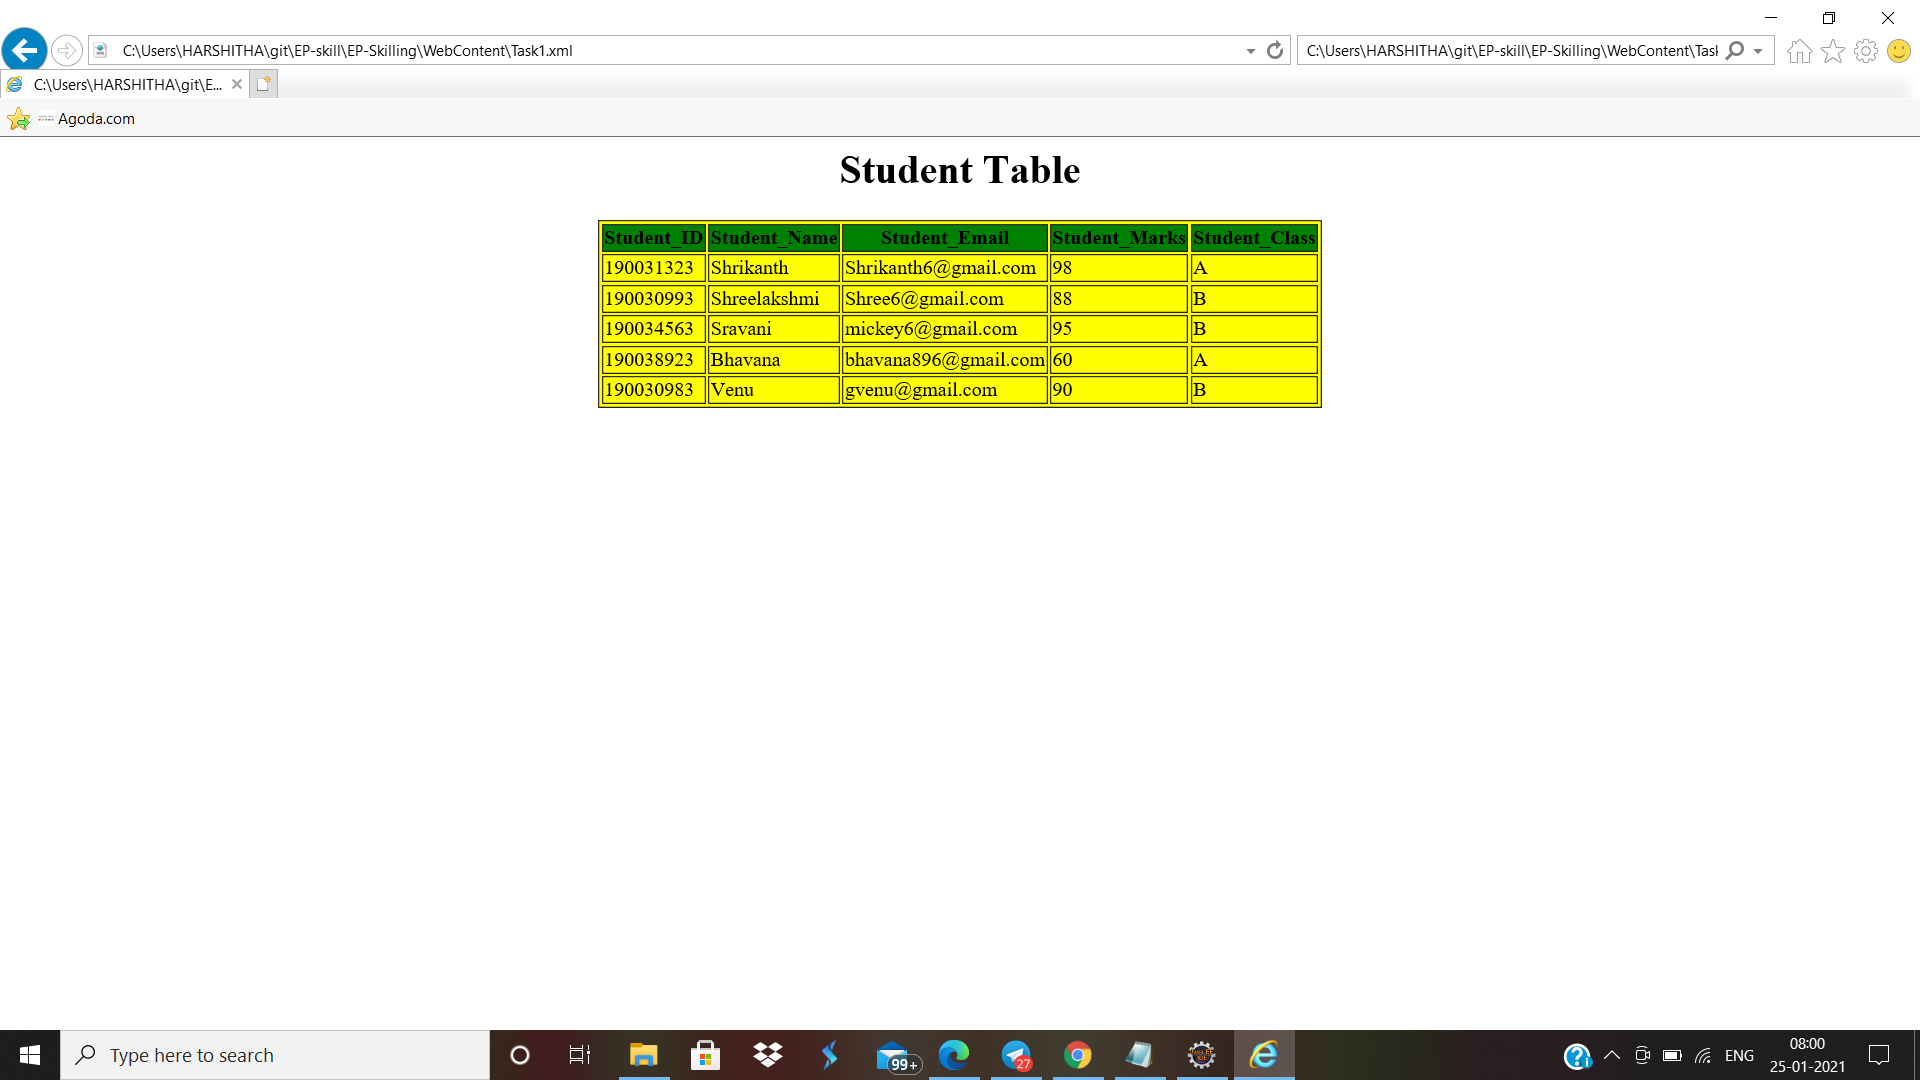 C:\Users\HARSHITHA\git\EP-skill\EP-Skilling\WebContent\Task1.xml
C:\Users\HARSHITHA\git\EP-skill\EP-Skilling\WebContent\Task
C:\Users\HARSHITHA\git\E...
Agoda.com
Student Table
Student_ID Student_Name Student_Email Student_Marks Student_Class
190031323 Shrikanth Shrikanth6@gmail.com 98 A
190030993 Shreelakshmi Shree6@gmail.com 88 B
190034563 Sravani mickey6@gmail.com 95 B
190038923 Bhavana bhavana896@gmail.com 60 A
190030983 Venu gvenu@gmail.com 90 B
Type here to search
99+
27
ENG
08:00
25-01-2021